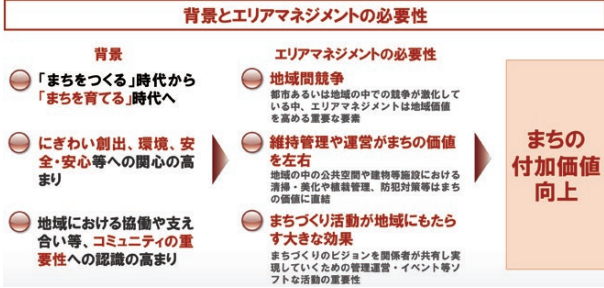 背景とエリアマネジメントの必要性
背景
「まちをつくる」時代から
「まちを育てる」時代へ
にぎわい創出、環境、安
全・安心等への関心の高
まり
地域における協働や支え
合い等、コミュニティの重
要性への認識の高まり
エリアマネジメントの必要性
地域間競争
都市あるいは地域の中での競争が激化して
いる中、エリアマネジメントは地域価値
を高める重要な要素
維持管理や運営がまちの価値
を左右
地域の中の公共空間や建物等施設における
清掃・美化や植栽管理、防犯対策等はまち
の価値に直結
まちづくり活動が地域にもたら
す大きな効果
まちづくりのビジョンを関係者が共有し実
現していくための管理運営・イベント等ソ
フトな活動の重要性
まちの
付加価値
向上